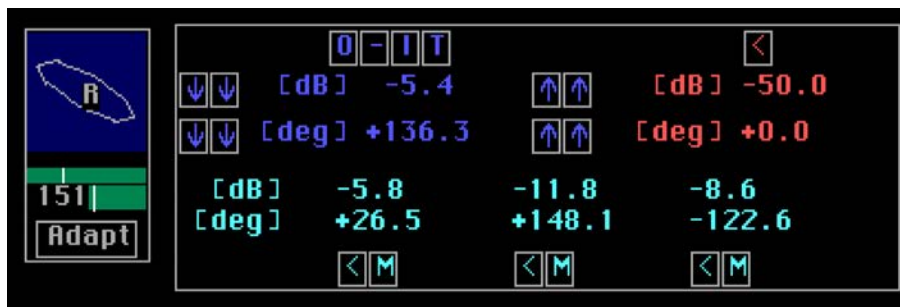 R
151
Adapt
O - I T <
↓ ↓ [dB] -5.4 ↑ ↑ [dB] -50.0
↓ ↓ [deg] +136.3 ↑ ↑ [deg] +0.0
[dB] -5.8 -11.8 -8.6
[deg] +26.5 +148.1 -122.6
< M < M < M